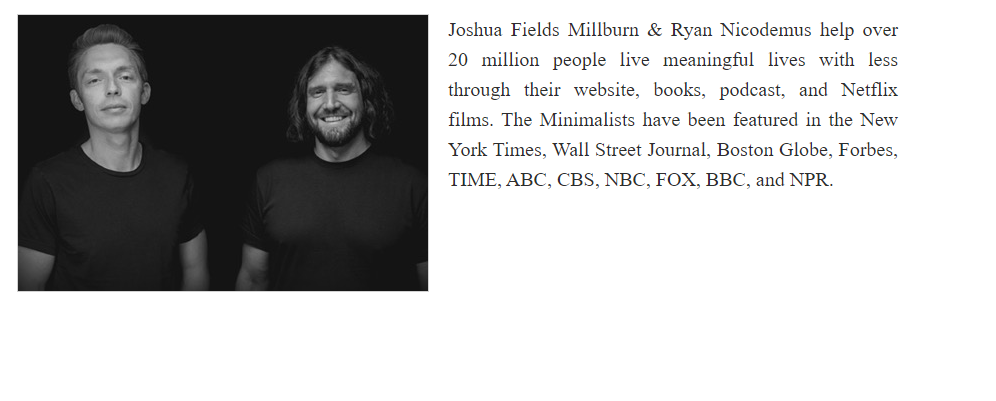 Joshua Fields Millburn & Ryan Nicodemus help over
20 million people live meaningful lives with less
through their website, books, podcast, and Netflix
films. The Minimalists have been featured in the New
York Times, Wall Street Journal, Boston Globe, Forbes,
TIME, ABC, CBS, NBC, FOX, BBC, and NPR.